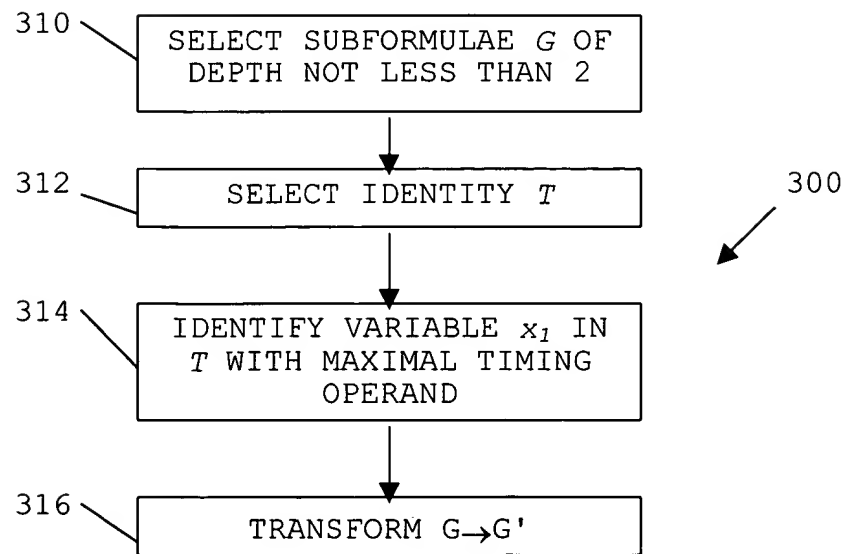 310
SELECT SUBFORMULAE G OF
DEPTH NOT LESS THAN 2
312
SELECT IDENTITY T
300
314
IDENTIFY VARIABLE x₁ IN
T WITH MAXIMAL TIMING
OPERAND
316
TRANSFORM G→G'